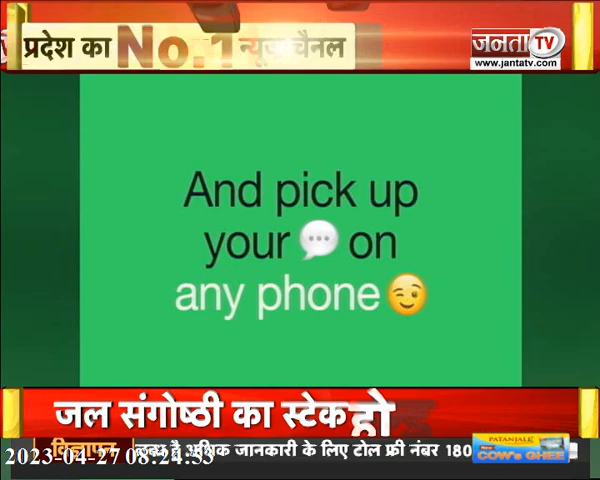 प्रदेश का No.1 न्यूज़ चैनल
जनता TV
www.jantatv.com
And pick up
your 💬 on
any phone 😉
जल संगोष्ठी का स्टेक हो
विज्ञापन
अधिक जानकारी के लिए टोल फ्री नंबर 180
PATANJALI
COW'S GHEE
2023-04-27 08:24:53